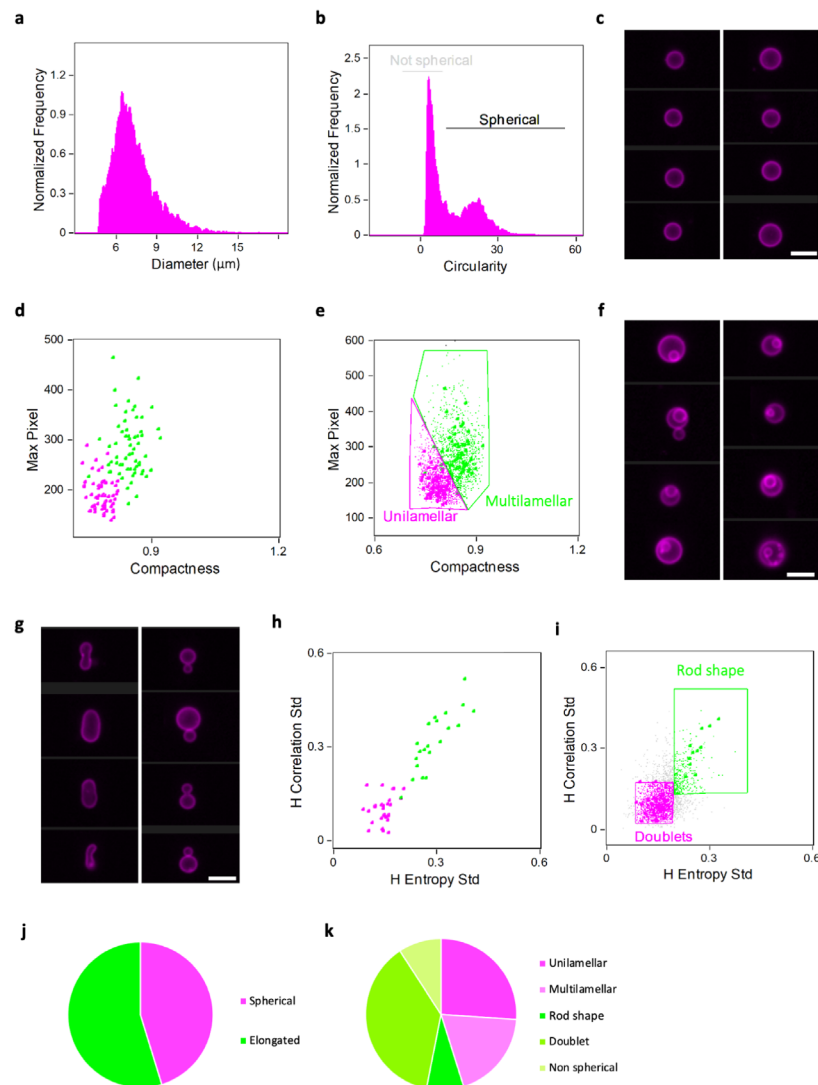 a
Normalized Frequency
1.2
0.9
0.6
0.3
0
6
9
12
15
Diameter (µm)
b
Normalized Frequency
2.5
2.0
1.5
1
0.5
0
Not spherical
Spherical
0
30
60
Circularity
c
d
Max Pixel
500
400
300
200
0.9
1.2
Compactness
e
Max Pixel
600
500
400
300
200
100
Unilamellar
Multilamellar
0.6
0.9
1.2
Compactness
f
g
h
H Correlation Std
0.6
0.3
0
0
0.3
0.6
H Entropy Std
i
H Correlation Std
0.6
0.3
0
Rod shape
Doublets
0
0.3
0.6
H Entropy Std
j
Spherical
Elongated
k
Unilamellar
Multilamellar
Rod shape
Doublet
Non spherical